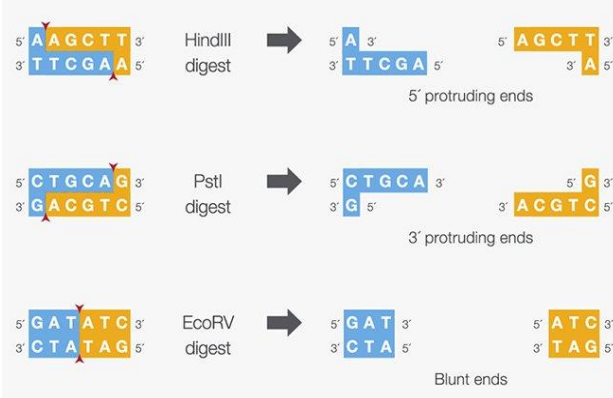 5´ A A G C T T 3´ HindIII 5´ A 3´ 5´ A G C T T 3´
3´ T T C G A A 5´ digest 3´ T T C G A 5´ 3´ A 5´
5´ protruding ends
5´ C T G C A G 3´ PstI 5´ C T G C A 3´ 5´ G 3´
3´ G A C G T C 5´ digest 3´ G 5´ 3´ A C G T C 5´
3´ protruding ends
5´ G A T A T C 3´ EcoRV 5´ G A T 3´ 5´ A T C 3´
3´ C T A T A G 5´ digest 3´ C T A 5´ 3´ T A G 5´
Blunt ends